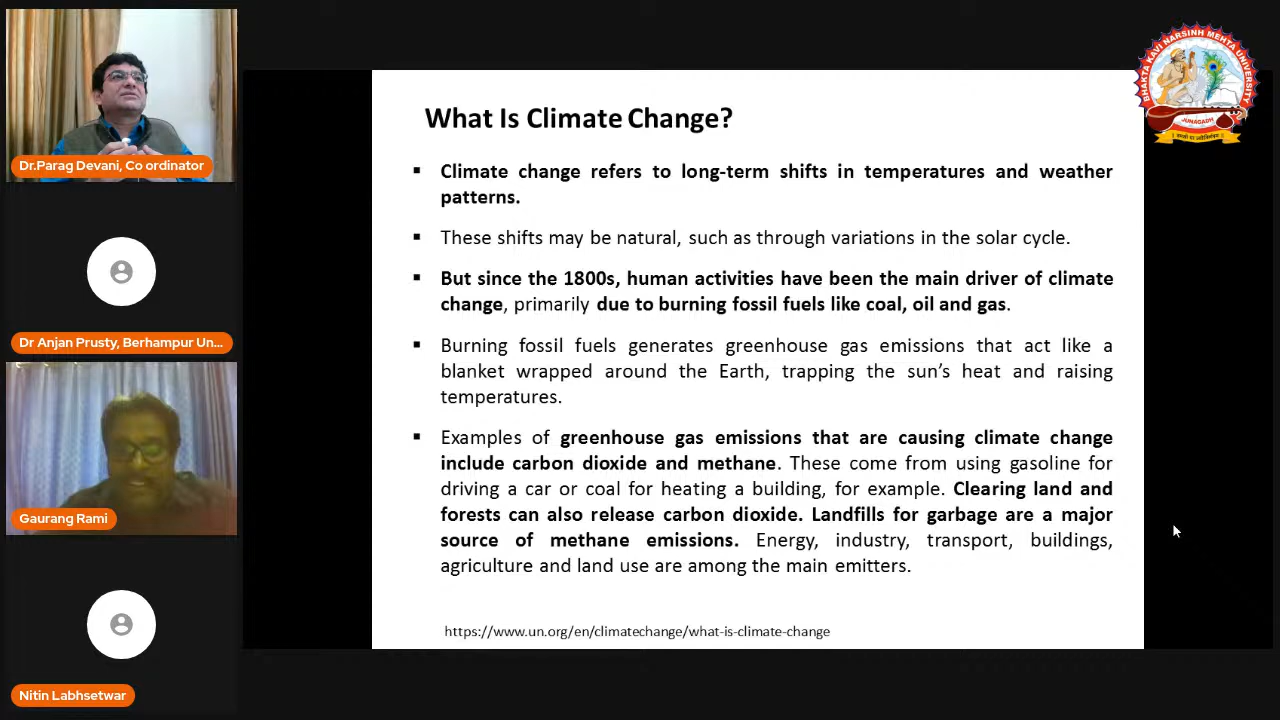 Dr.Parag Devani, Co ordinator
Dr Anjan Prusty, Berhampur Un...
Gaurang Rami
Nitin Labhsetwar
What Is Climate Change?
▪ Climate change refers to long-term shifts in temperatures and weather
patterns.
▪ These shifts may be natural, such as through variations in the solar cycle.
▪ But since the 1800s, human activities have been the main driver of climate
change, primarily due to burning fossil fuels like coal, oil and gas.
▪ Burning fossil fuels generates greenhouse gas emissions that act like a
blanket wrapped around the Earth, trapping the sun’s heat and raising
temperatures.
▪ Examples of greenhouse gas emissions that are causing climate change
include carbon dioxide and methane. These come from using gasoline for
driving a car or coal for heating a building, for example. Clearing land and
forests can also release carbon dioxide. Landfills for garbage are a major
source of methane emissions. Energy, industry, transport, buildings,
agriculture and land use are among the main emitters.
https://www.un.org/en/climatechange/what-is-climate-change
BHAKTA KAVI NARSINH MEHTA UNIVERSITY
JUNAGADH